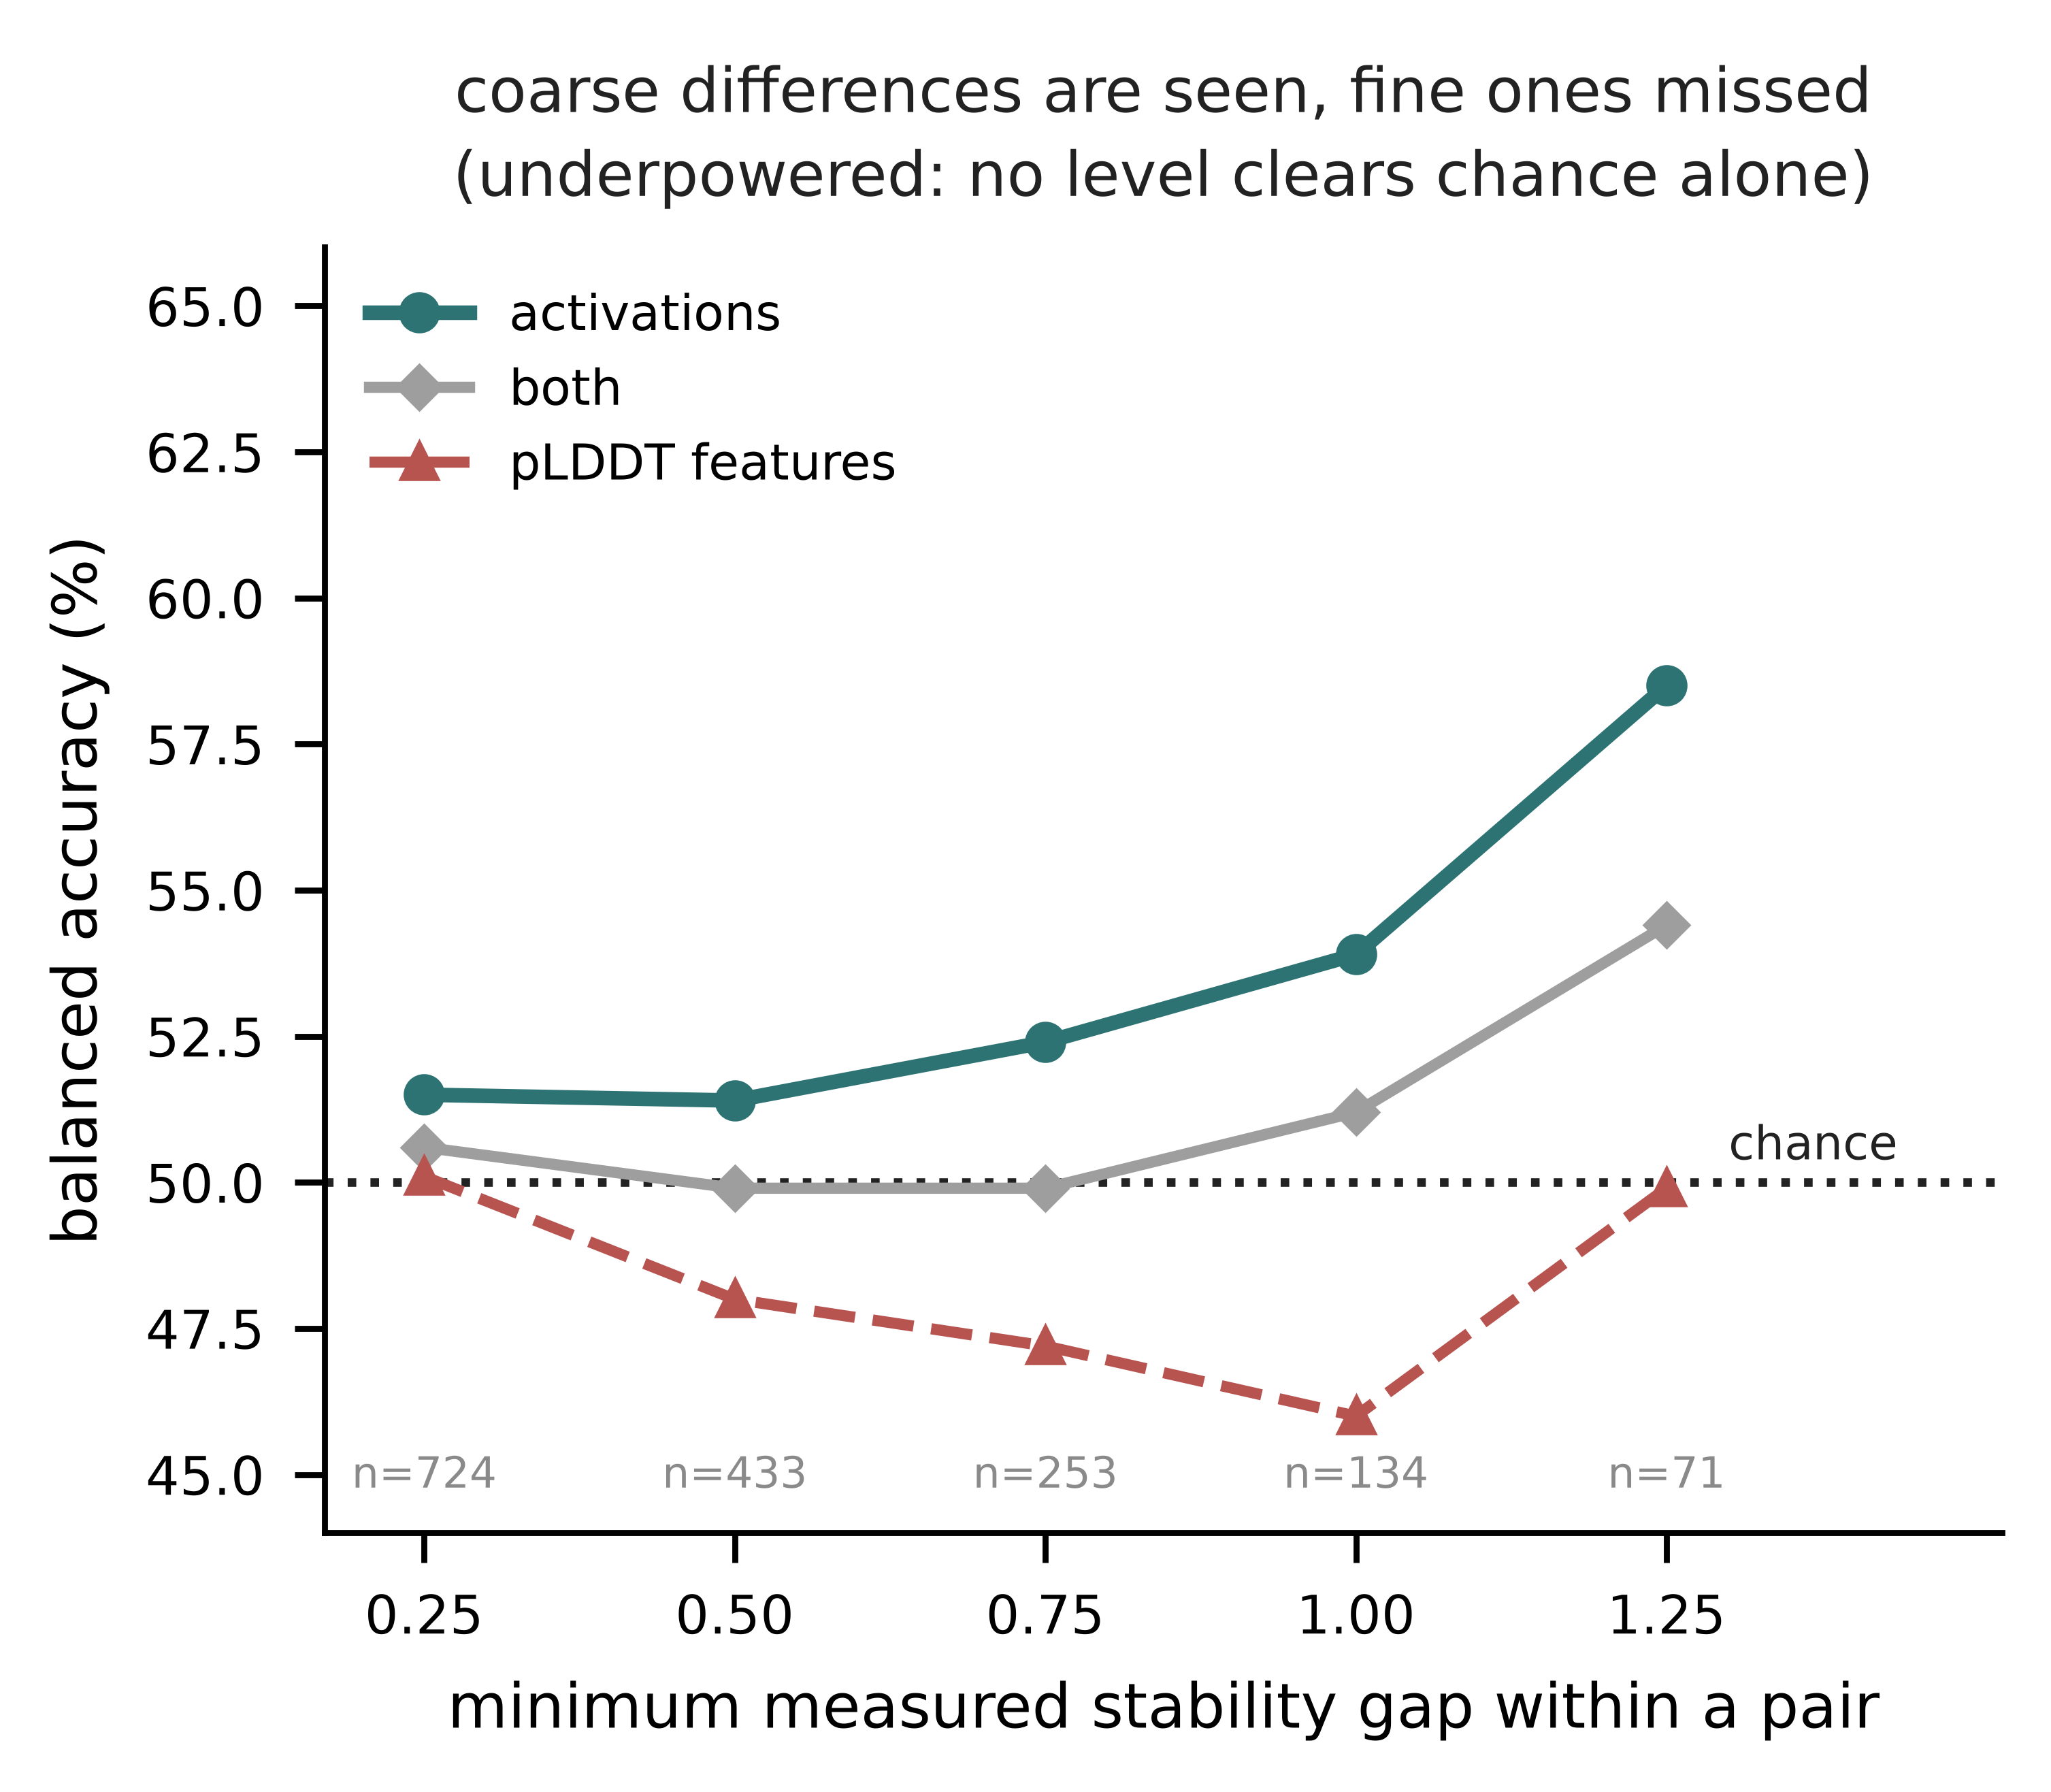 coarse differences are seen, fine ones missed
(underpowered: no level clears chance alone)
activations
both
pLDDT features
balanced accuracy (%)
65.0
62.5
60.0
57.5
55.0
52.5
50.0
47.5
45.0
chance
n=724
n=433
n=253
n=134
n=71
0.25
0.50
0.75
1.00
1.25
minimum measured stability gap within a pair